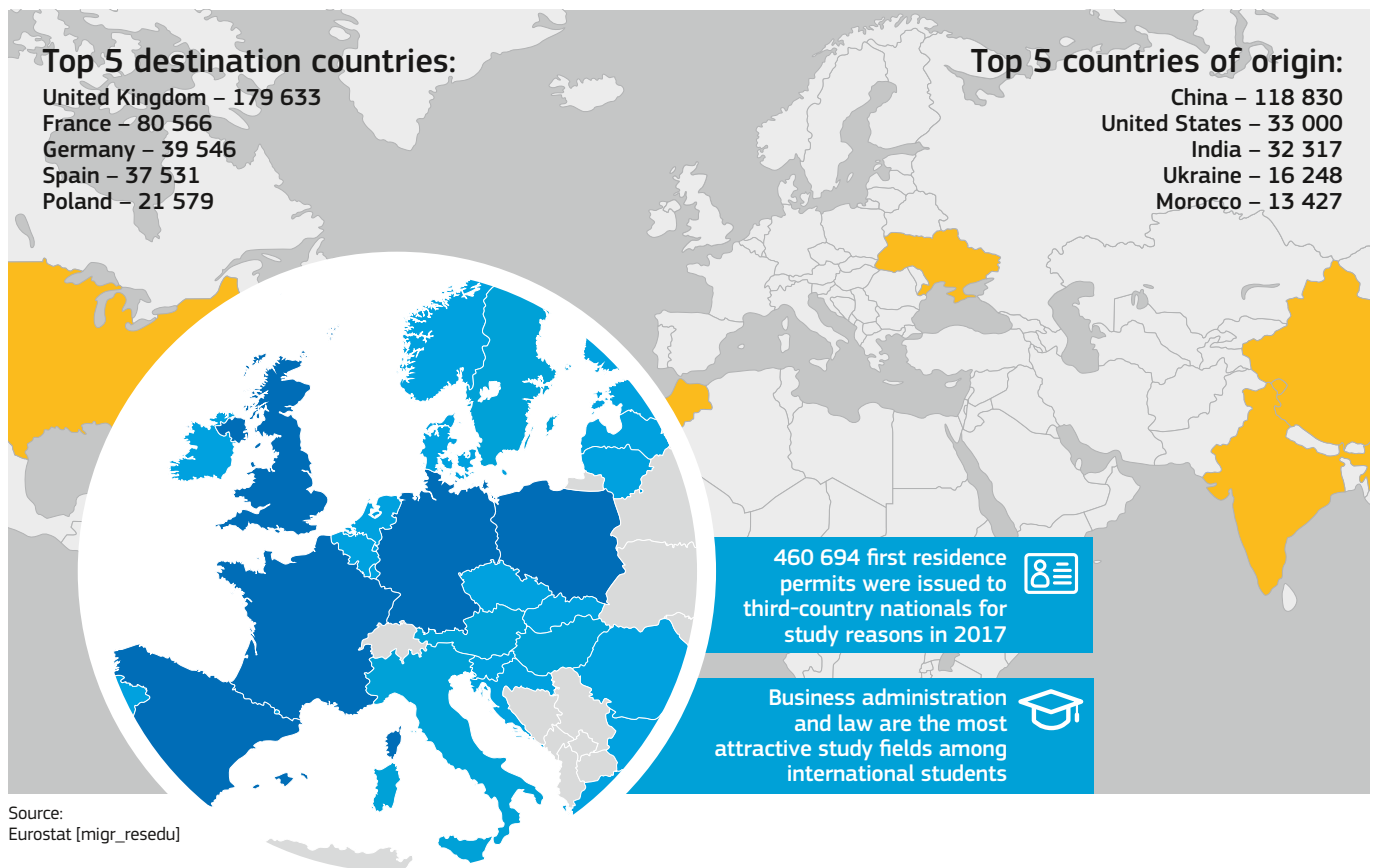 Top 5 destination countries:
United Kingdom – 179 633
France – 80 566
Germany – 39 546
Spain – 37 531
Poland – 21 579
Top 5 countries of origin:
China – 118 830
United States – 33 000
India – 32 317
Ukraine – 16 248
Morocco – 13 427
460 694 first residence
permits were issued to
third-country nationals for
study reasons in 2017
Business administration
and law are the most
attractive study fields among
international students
Source:
Eurostat [migr_resedu]